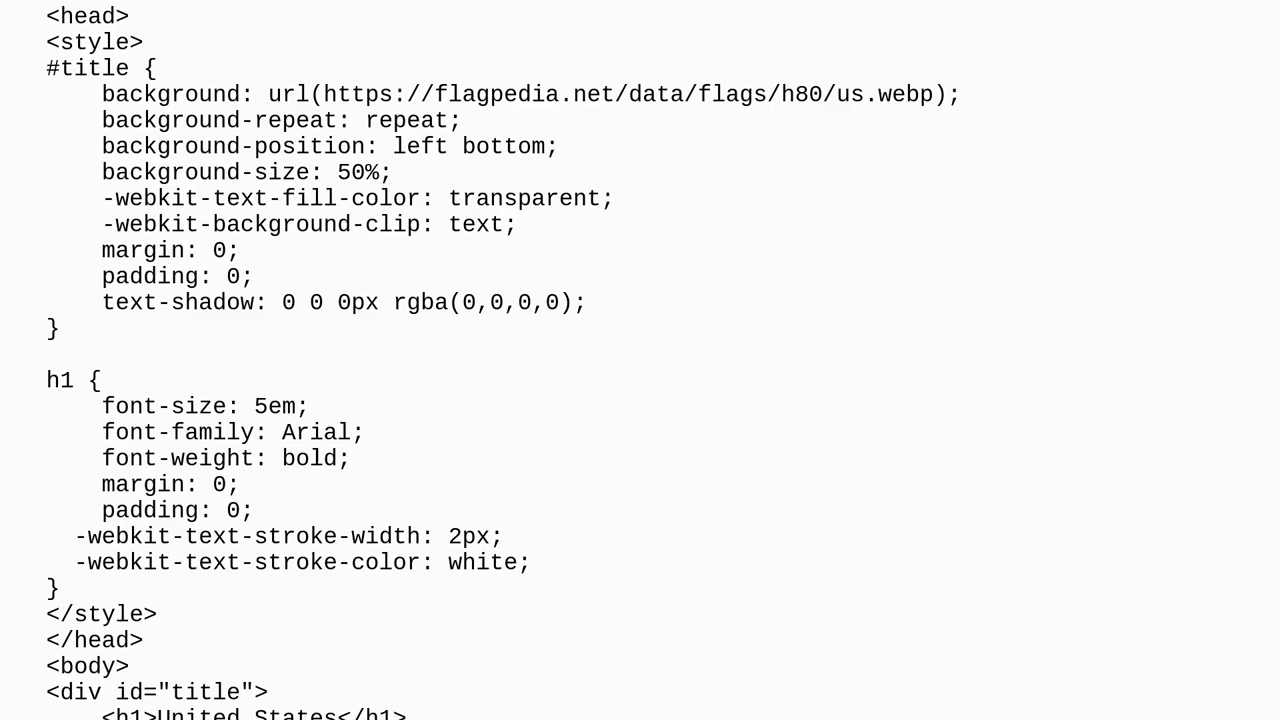 <head>
<style>
#title {
    background: url(https://flagpedia.net/data/flags/h80/us.webp);
    background-repeat: repeat;
    background-position: left bottom;
    background-size: 50%;
    -webkit-text-fill-color: transparent;
    -webkit-background-clip: text;
    margin: 0;
    padding: 0;
    text-shadow: 0 0 0px rgba(0,0,0,0);
}

h1 {
    font-size: 5em;
    font-family: Arial;
    font-weight: bold;
    margin: 0;
    padding: 0;
  -webkit-text-stroke-width: 2px;
  -webkit-text-stroke-color: white;
}
</style>
</head>
<body>
<div id="title">
    <h1>United States</h1>